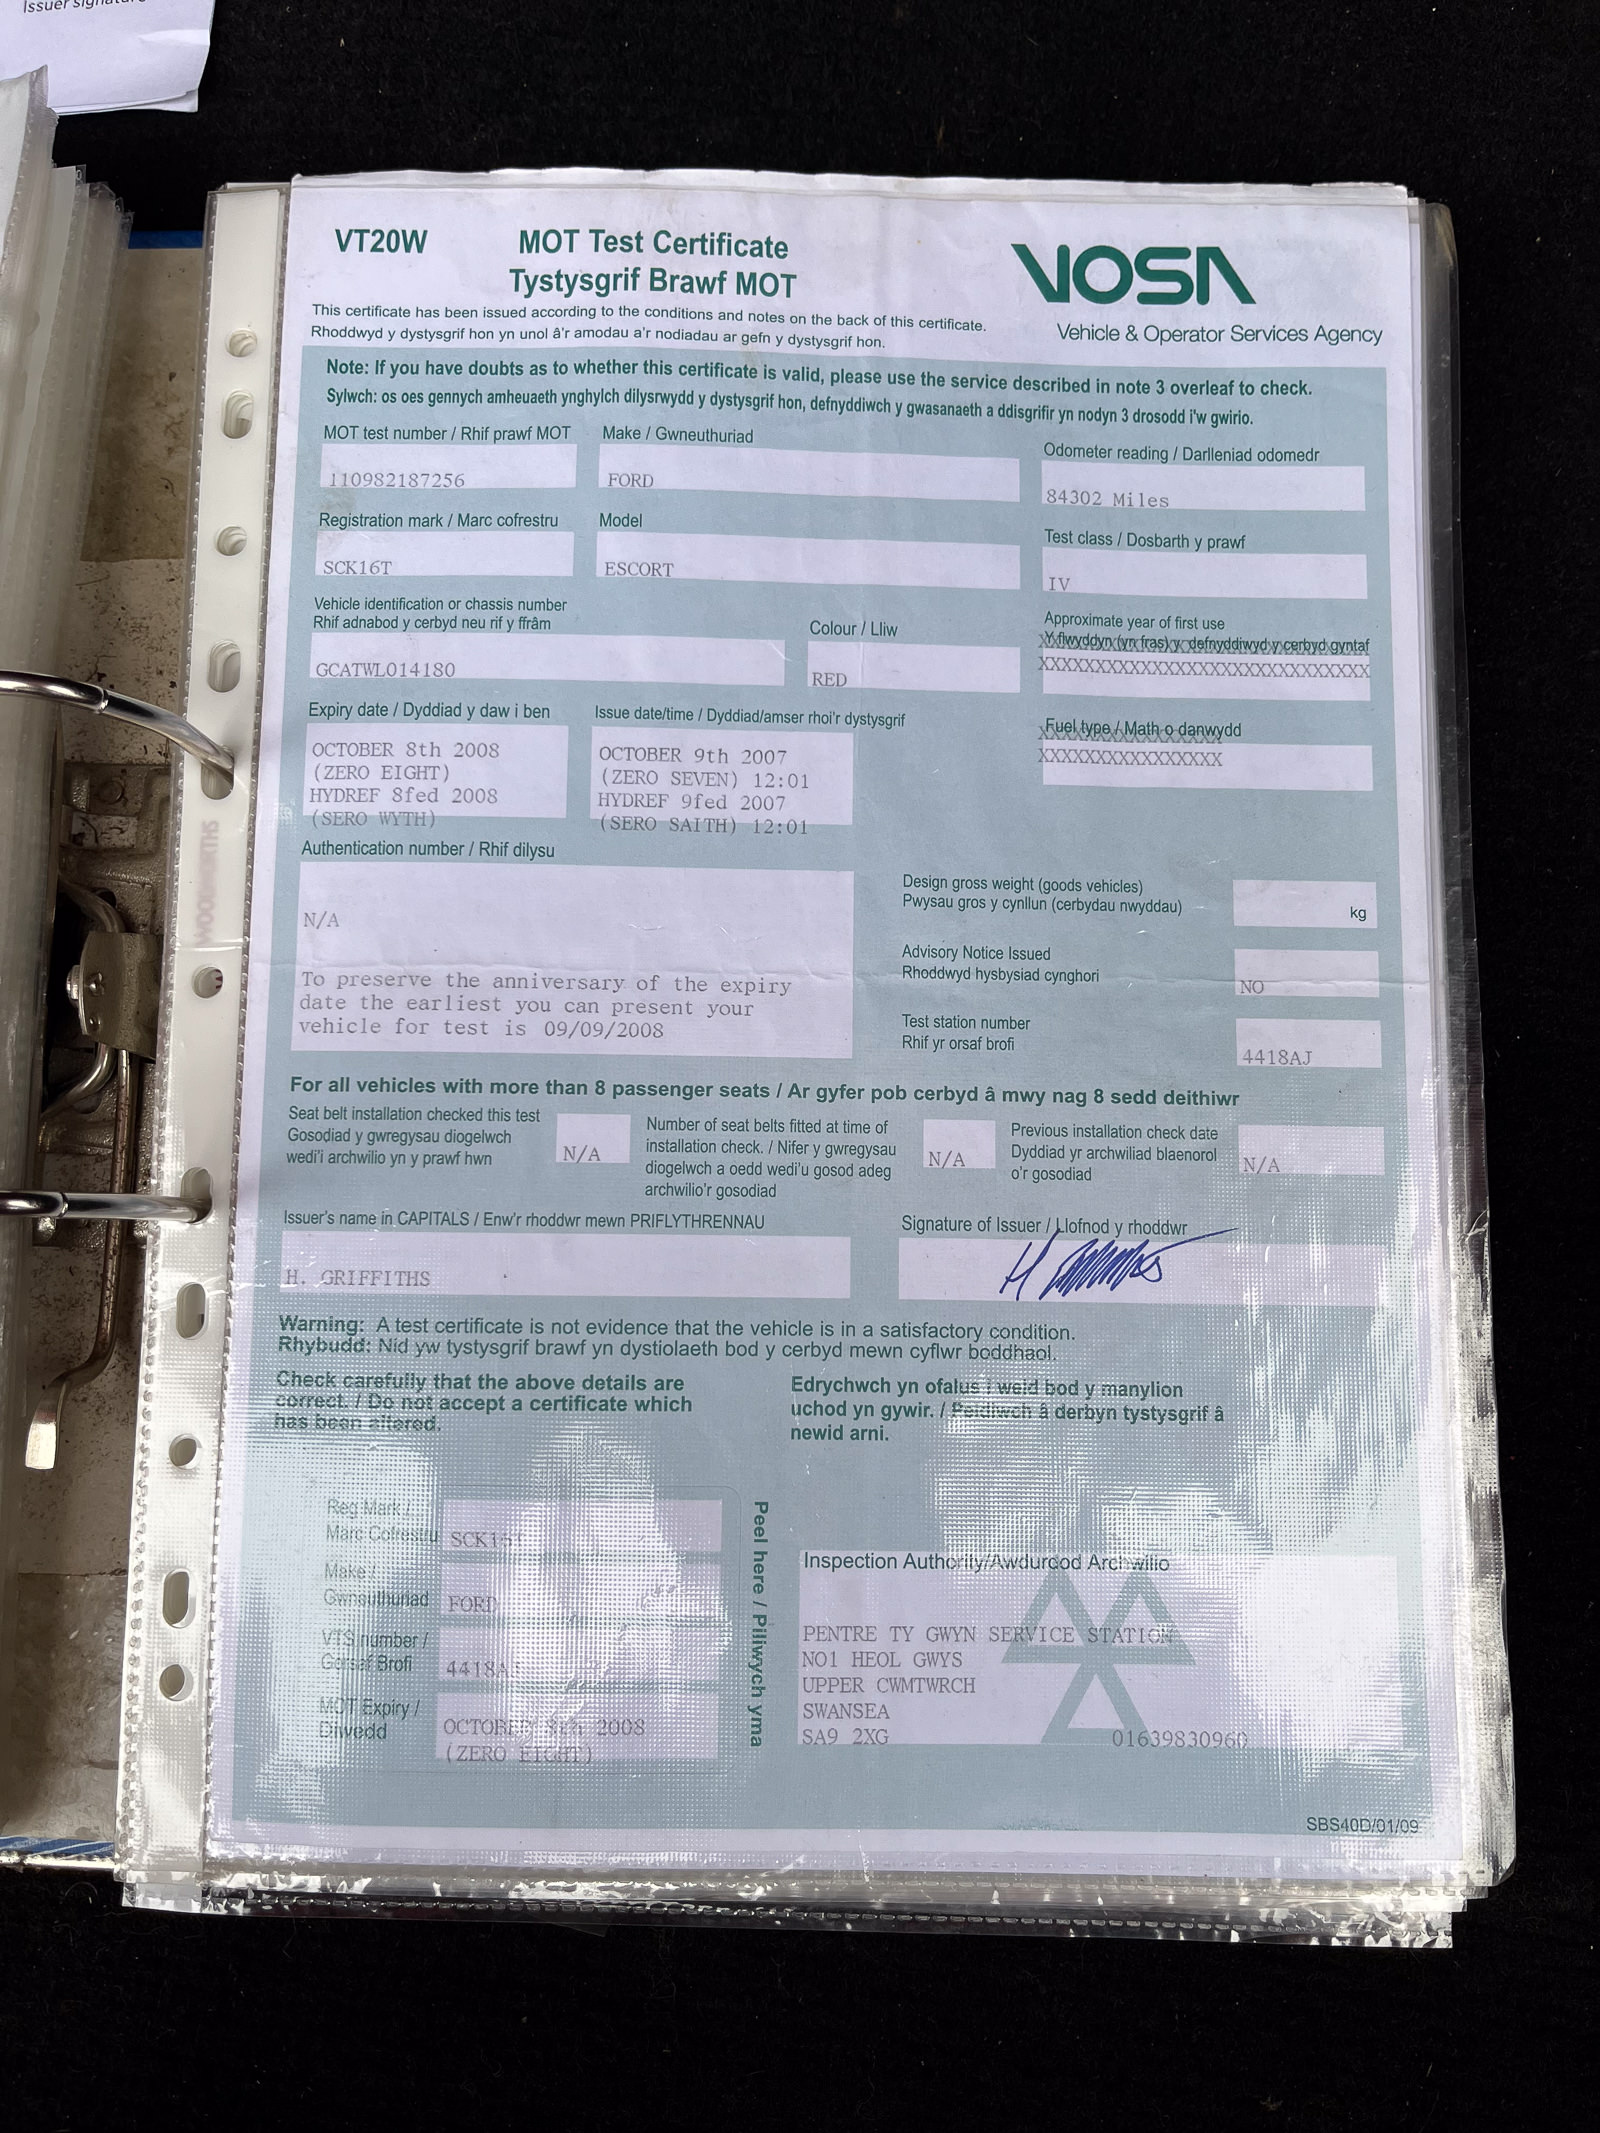 Issuer signature
VT20W
MOT Test Certificate
Tystysgrif Brawf MOT
VOSA
Vehicle & Operator Services Agency
This certificate has been issued according to the conditions and notes on the back of this certificate.
Rhoddwyd y dystysgrif hon yn unol â'r amodau a'r nodiadau ar gefn y dystysgrif hon.
Note: If you have doubts as to whether this certificate is valid, please use the service described in note 3 overleaf to check.
Sylwch: os oes gennych amheuaeth ynghylch dilysrwydd y dystysgrif hon, defnyddiwch y gwasanaeth a ddisgrifir yn nodyn 3 drosodd i'w gwirio.
MOT test number / Rhif prawf MOT
110982187256
Make / Gwneuthuriad
FORD
Odometer reading / Darlleniad odomedr
84302 Miles
Registration mark / Marc cofrestru
SCK16T
Model
ESCORT
Test class / Dosbarth y prawf
IV
Vehicle identification or chassis number
Rhif adnabod y cerbyd neu rif y ffrâm
GCATWL014180
Colour / Lliw
RED
Approximate year of first use
Y flwyddyn (yn fras) y defnyddiwyd y cerbyd gyntaf
XXXXXXXXXXXXXXXXXXXXXXXXXXXXX
Expiry date / Dyddiad y daw i ben
OCTOBER 8th 2008
(ZERO EIGHT)
HYDREF 8fed 2008
(SERO WYTH)
Issue date/time / Dyddiad/amser rhoi'r dystysgrif
OCTOBER 9th 2007
(ZERO SEVEN) 12:01
HYDREF 9fed 2007
(SERO SAITH) 12:01
Fuel type / Math o danwydd
XXXXXXXXXXXXXXXX
Authentication number / Rhif dilysu
N/A
To preserve the anniversary of the expiry
date the earliest you can present your
vehicle for test is 09/09/2008
Design gross weight (goods vehicles)
Pwysau gros y cynllun (cerbydau nwyddau)
kg
Advisory Notice Issued
Rhoddwyd hysbysiad cynghori
NO
Test station number
Rhif yr orsaf brofi
4418AJ
For all vehicles with more than 8 passenger seats / Ar gyfer pob cerbyd â mwy nag 8 sedd deithiwr
Seat belt installation checked this test
Gosodiad y gwregysau diogelwch
wedi'i archwilio yn y prawf hwn
N/A
Number of seat belts fitted at time of
installation check. / Nifer y gwregysau
diogelwch a oedd wedi'u gosod adeg
archwilio'r gosodiad
N/A
Previous installation check date
Dyddiad yr archwiliad blaenorol
o'r gosodiad
N/A
Issuer's name in CAPITALS / Enw'r rhoddwr mewn PRIFLYTHRENNAU
H. GRIFFITHS
Signature of Issuer / Llofnod y rhoddwr
Warning: A test certificate is not evidence that the vehicle is in a satisfactory condition.
Rhybudd: Nid yw tystysgrif brawf yn dystiolaeth bod y cerbyd mewn cyflwr boddhaol.
Check carefully that the above details are
correct. / Do not accept a certificate which
has been altered.
Edrychwch yn ofalus i weld bod y manylion
uchod yn gywir. / Peidiwch â derbyn tystysgrif â
newid arni.
Reg Mark /
Marc Cofrestru
SCK16T
Make /
Gwneuthuriad
FORD
VTS number /
Gorsaf Brofi
4418AJ
MOT Expiry /
Diwedd
OCTOBER 8th 2008
(ZERO EIGHT)
Peel here / Piliwych yma
Inspection Authority/Awdurdod Archwilio
PENTRE TY GWYN SERVICE STATION
NO1 HEOL GWYS
UPPER CWMTWRCH
SWANSEA
SA9 2XG
01639830960
SBS40D/01/09
WOOLWORTHS